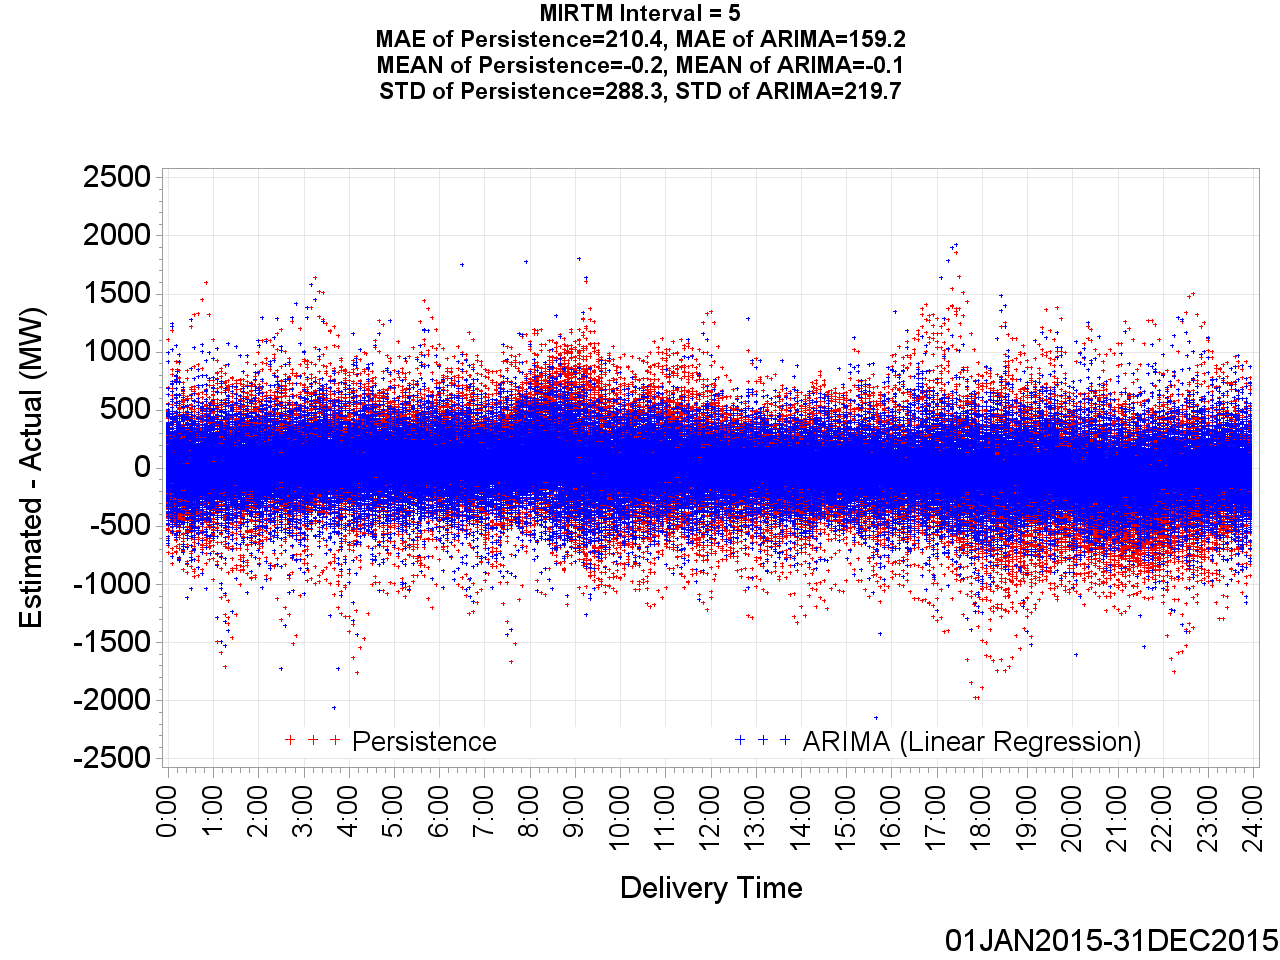 MIRTM Interval = 5
MAE of Persistence=210.4, MAE of ARIMA=159.2
MEAN of Persistence=-0.2, MEAN of ARIMA=-0.1
STD of Persistence=288.3, STD of ARIMA=219.7
Estimated - Actual (MW)
2500
2000
1500
1000
500
0
-500
-1000
-1500
-2000
-2500
Persistence
ARIMA (Linear Regression)
0:00 1:00 2:00 3:00 4:00 5:00 6:00 7:00 8:00 9:00 10:00 11:00 12:00 13:00 14:00 15:00 16:00 17:00 18:00 19:00 20:00 21:00 22:00 23:00 24:00
Delivery Time
01JAN2015-31DEC2015